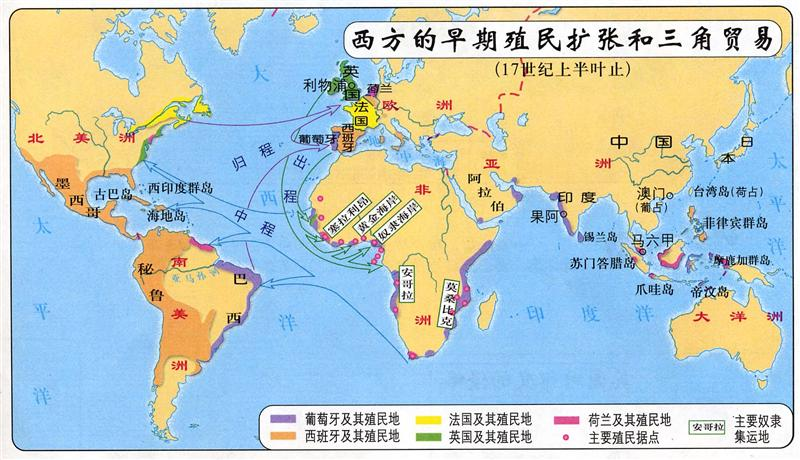 西方的早期殖民扩张和三角贸易
(17世纪上半叶止)
大
西
洋
北美洲
墨西哥
古巴岛
西印度群岛
海地岛
太
平
洋
南
美
洲
秘鲁
亚马孙河
巴西
归程
出程
中程
英国
利物浦
荷兰
法国
欧洲
葡萄牙
西班牙
地中海
非
洲
塞拉利昂
黄金海岸
奴隶海岸
安哥拉
莫桑比克
亚
洲
阿拉伯
印度
果阿
锡兰岛
中国
日本
澳门
(葡占)
台湾岛(荷占)
菲律宾群岛
马六甲
苏门答腊岛
摩鹿加群岛
爪哇岛
帝汶岛
印度洋
大洋洲
太
平
洋
葡萄牙及其殖民地
西班牙及其殖民地
法国及其殖民地
英国及其殖民地
荷兰及其殖民地
主要殖民据点
安哥拉
主要奴隶
集运地